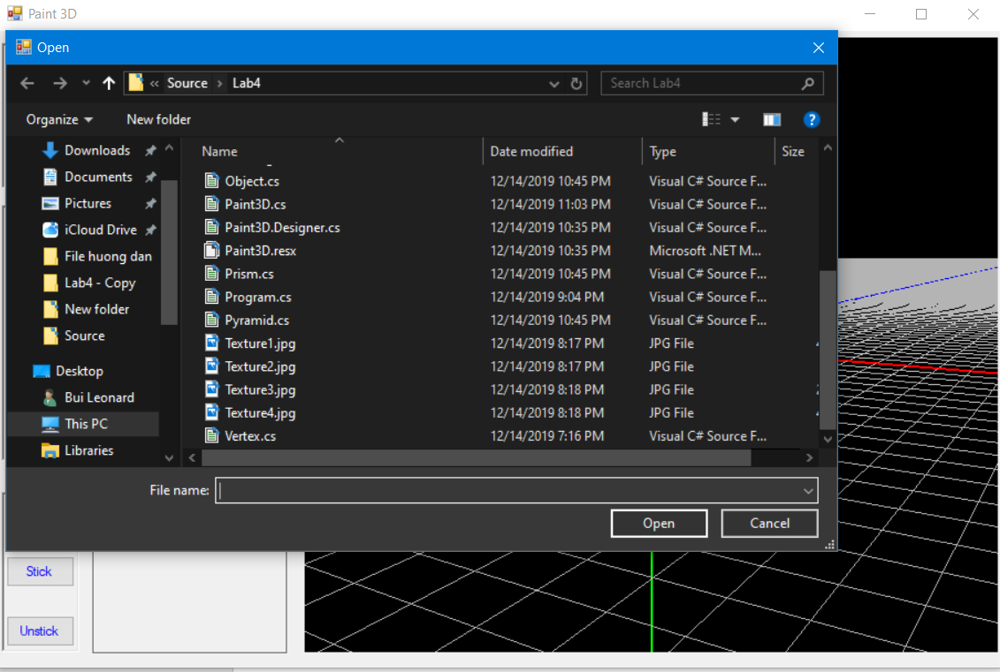 Paint 3D
Open
« Source > Lab4
Search Lab4
Organize
New folder
Name Date modified Type Size
Downloads
Documents
Pictures
iCloud Drive
File huong dan
Lab4 - Copy
New folder
Source
Desktop
Bui Leonard
This PC
Libraries
Object.cs 12/14/2019 10:45 PM Visual C# Source F...
Paint3D.cs 12/14/2019 11:03 PM Visual C# Source F...
Paint3D.Designer.cs 12/14/2019 10:35 PM Visual C# Source F...
Paint3D.resx 12/14/2019 10:35 PM Microsoft .NET M...
Prism.cs 12/14/2019 10:45 PM Visual C# Source F...
Program.cs 12/14/2019 9:04 PM Visual C# Source F...
Pyramid.cs 12/14/2019 10:45 PM Visual C# Source F...
Texture1.jpg 12/14/2019 8:17 PM JPG File
Texture2.jpg 12/14/2019 8:17 PM JPG File
Texture3.jpg 12/14/2019 8:18 PM JPG File
Texture4.jpg 12/14/2019 8:18 PM JPG File
Vertex.cs 12/14/2019 7:16 PM Visual C# Source F...
File name:
Open
Cancel
Stick
Unstick